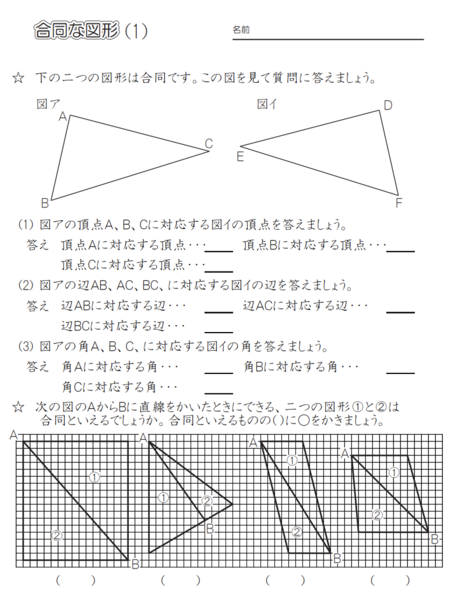 合同な図形(1)
名前
☆ 下の二つの図形は合同です。この図を見て質問に答えましょう。
図ア 図イ
A D
C E
B F
(1) 図アの頂点A、B、Cに対応する図イの頂点を答えましょう。
答え 頂点Aに対応する頂点・・・ 頂点Bに対応する頂点・・・
頂点Cに対応する頂点・・・
(2) 図アの辺AB、AC、BC、に対応する図イの辺を答えましょう。
答え 辺ABに対応する辺・・・ 辺ACに対応する辺・・・
辺BCに対応する辺・・・
(3) 図アの角A、B、C、に対応する図イの角を答えましょう。
答え 角Aに対応する角・・・ 角Bに対応する角・・・
角Cに対応する角・・・
☆ 次の図のAからBに直線をかいたときにできる、二つの図形①と②は
合同といえるでしょうか。合同といえるものの( )に○をかきましょう。
A ① ② B
A ① ② B
A ① ② B
A ① ② B
( ) ( ) ( ) ( )